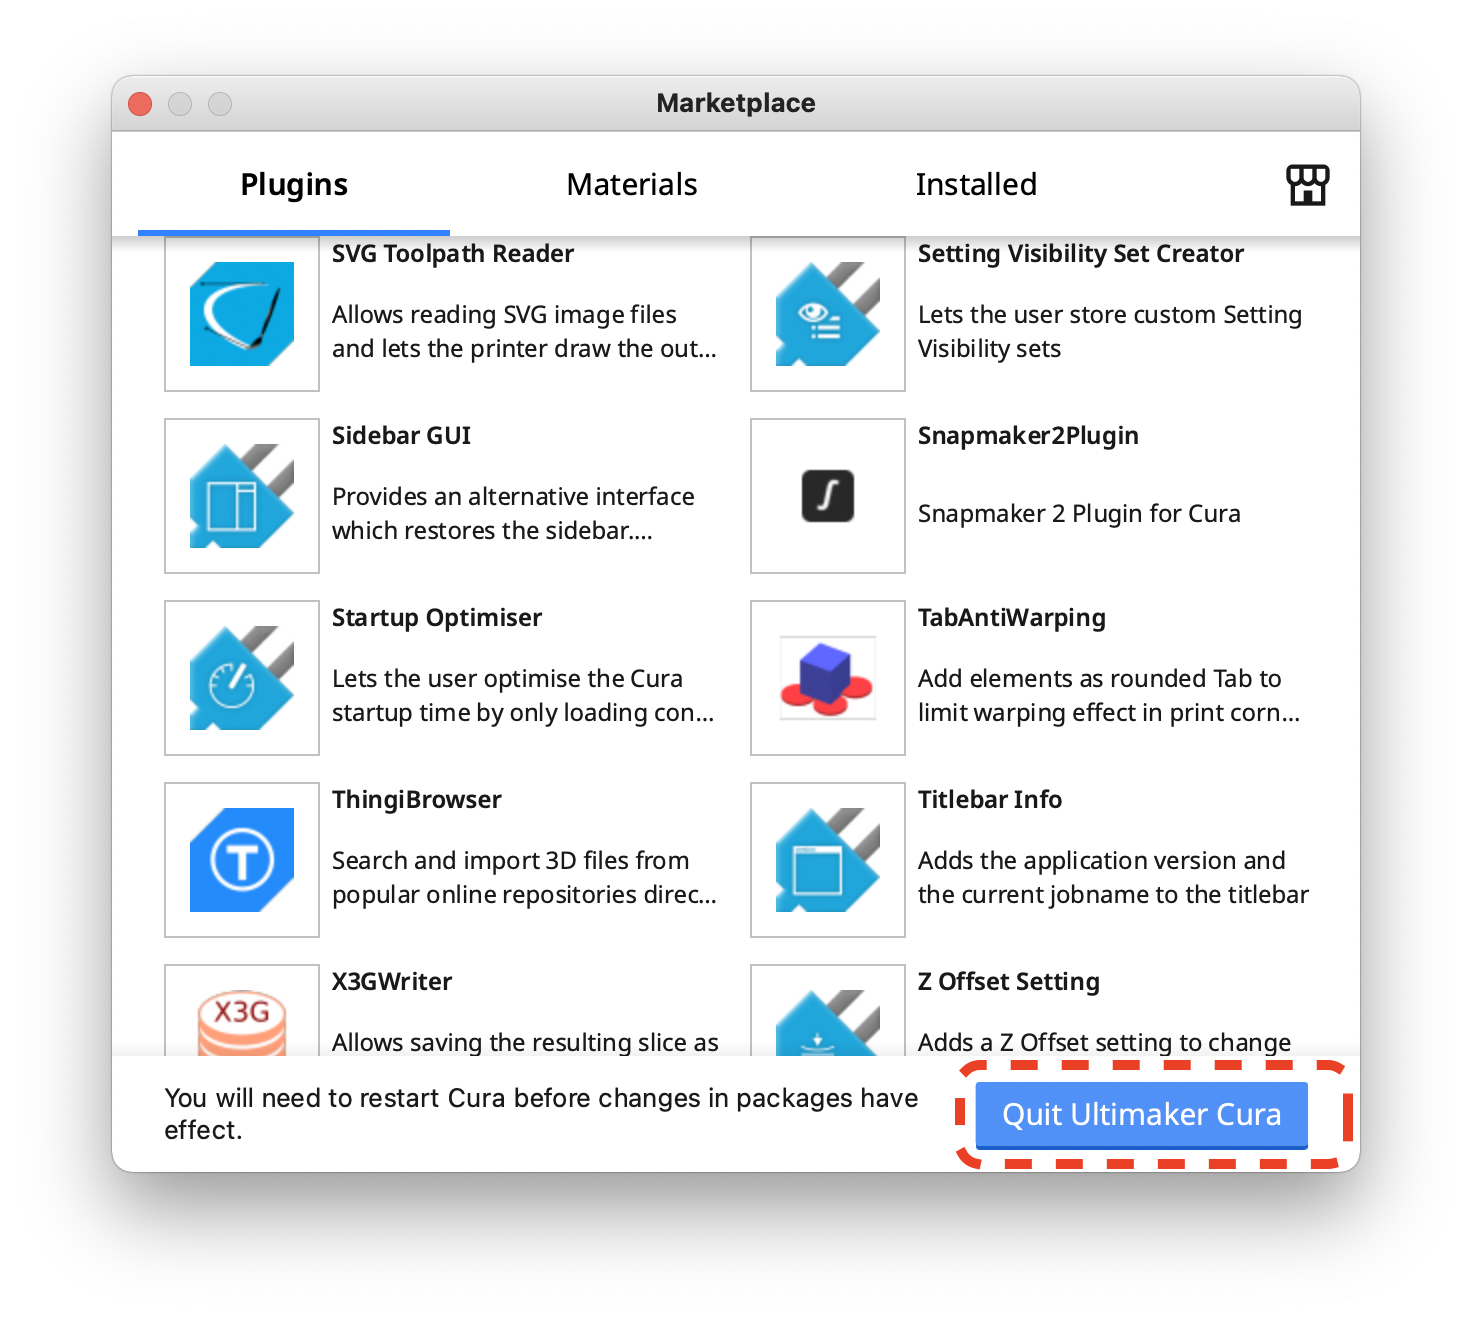 Marketplace
Plugins
Materials
Installed
SVG Toolpath Reader
Allows reading SVG image files
and lets the printer draw the out...
Setting Visibility Set Creator
Lets the user store custom Setting
Visibility sets
Sidebar GUI
Provides an alternative interface
which restores the sidebar....
Snapmaker2Plugin
Snapmaker 2 Plugin for Cura
Startup Optimiser
Lets the user optimise the Cura
startup time by only loading con...
TabAntiWarping
Add elements as rounded Tab to
limit warping effect in print corn...
T
ThingiBrowser
Search and import 3D files from
popular online repositories direc...
Titlebar Info
Adds the application version and
the current jobname to the titlebar
X3G
X3GWriter
Allows saving the resulting slice as
Z Offset Setting
Adds a Z Offset setting to change
You will need to restart Cura before changes in packages have
effect.
Quit Ultimaker Cura